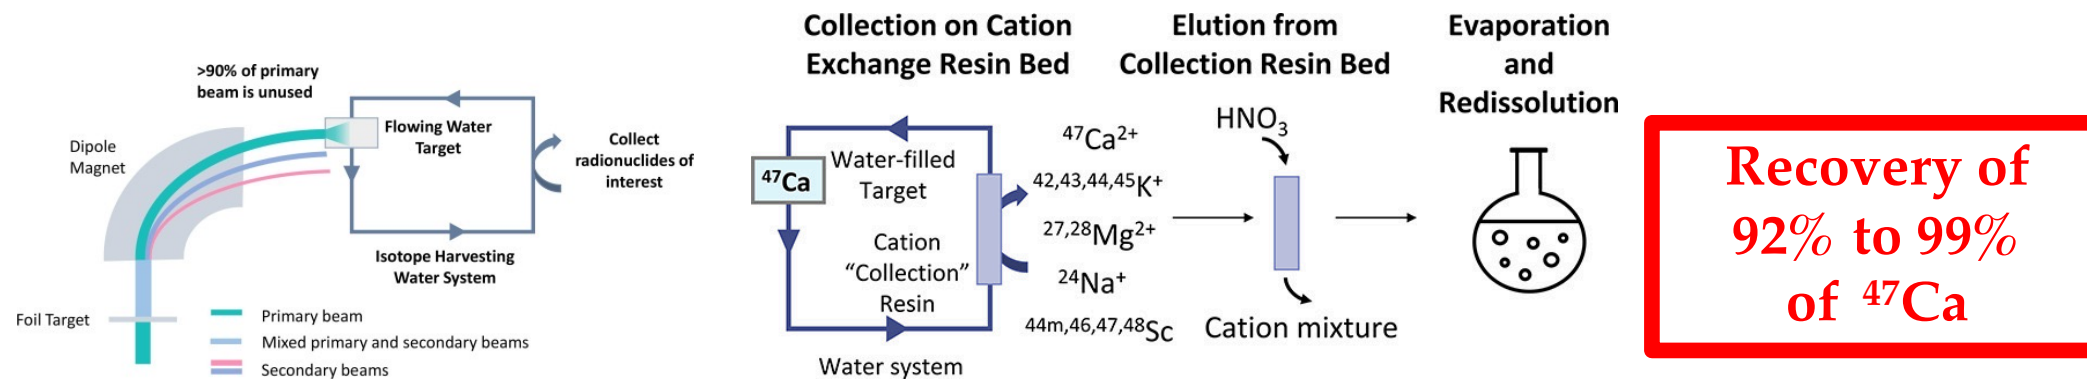 >90% of primary
beam is unused
Dipole
Magnet
Flowing Water
Target
Collect
radionuclides of
interest
Isotope Harvesting
Water System
Foil Target
Primary beam
Mixed primary and secondary beams
Secondary beams
Collection on Cation
Exchange Resin Bed
47Ca
Water-filled
Target
Cation
“Collection”
Resin
Water system
47Ca2+
42,43,44,45K+
27,28Mg2+
24Na+
44m,46,47,48Sc
Elution from
Collection Resin Bed
HNO3
Cation mixture
Evaporation
and
Redissolution
Recovery of
92% to 99%
of 47Ca